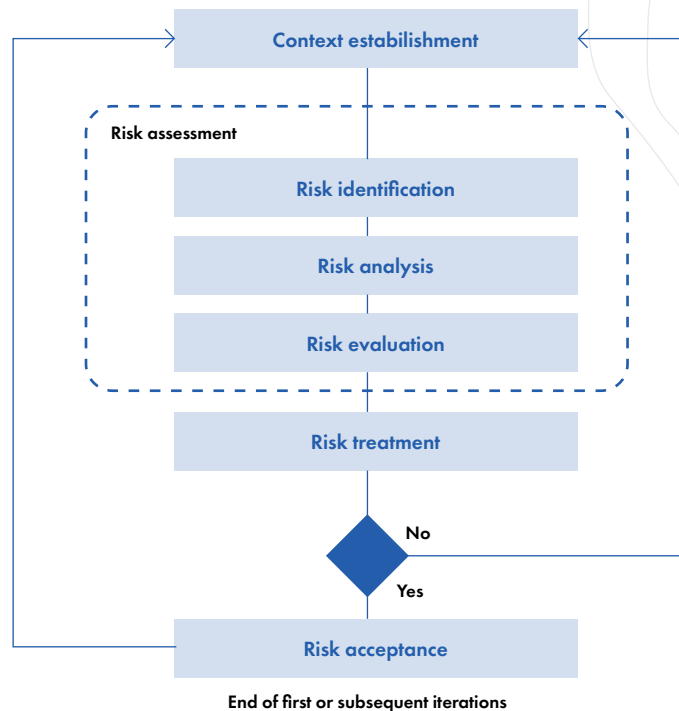 Context estabilishment
Risk assessment
Risk identification
Risk analysis
Risk evaluation
Risk treatment
No
Yes
Risk acceptance
End of first or subsequent iterations